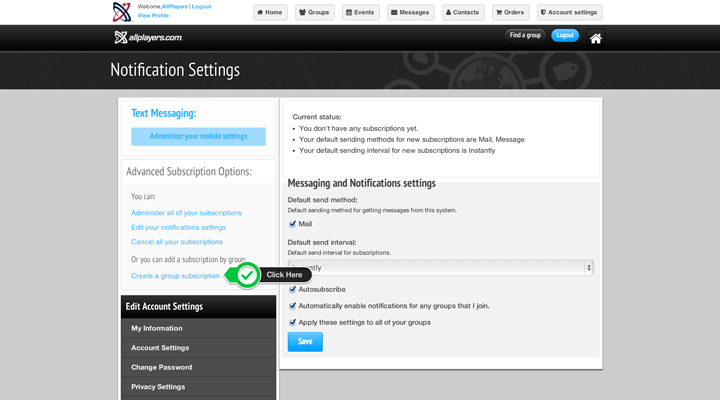 Welcome,AllPlayers | Logout
View Profile
Home
Groups
Events
Messages
Contacts
Orders
Account settings
allplayers.com
Find a group
Logout
Notification Settings
Text Messaging:
Administer your mobile settings
Advanced Subscription Options:
You can:
Administer all of your subscriptions
Edit your notifications settings
Cancel all your subscriptions
Or you can add a subscription by group:
Create a group subscription
Click Here
Edit Account Settings
My Information
Account Settings
Change Password
Privacy Settings
Current status:
• You don't have any subscriptions yet.
• Your default sending methods for new subscriptions are Mail, Message
• Your default sending interval for new subscriptions is Instantly
Messaging and Notifications settings
Default send method:
Default sending method for getting messages from this system.
Mail
Default send interval:
Default send interval for subscriptions.
Autosubscribe
Automatically enable notifications for any groups that I join.
Apply these settings to all of your groups
Save